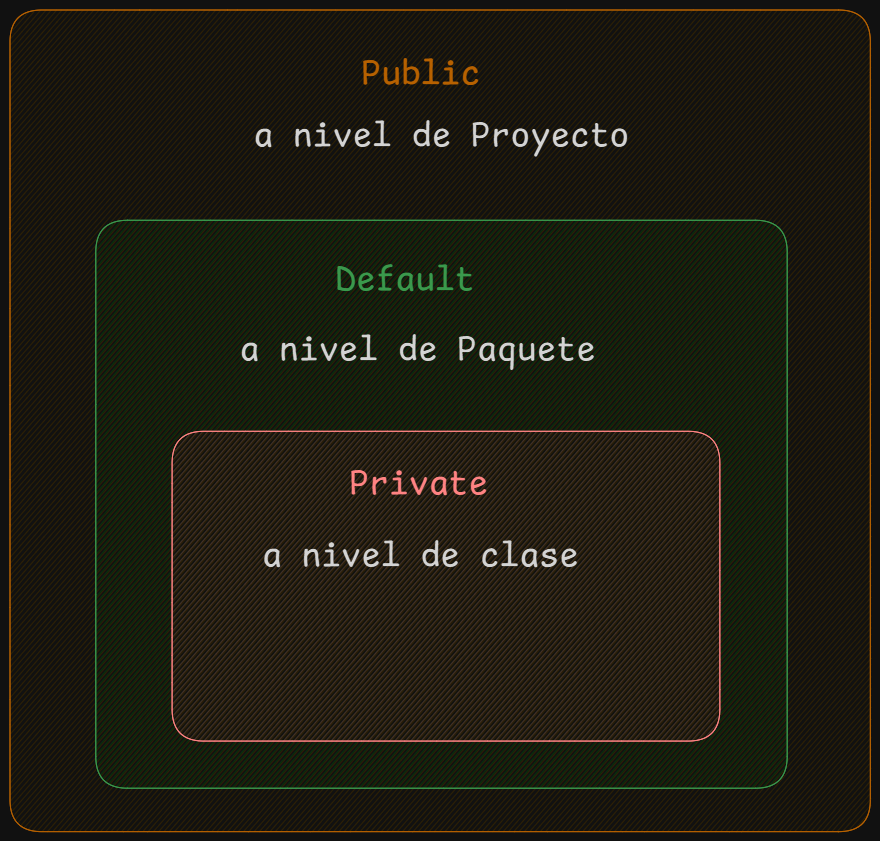 Public
a nivel de Proyecto
Default
a nivel de Paquete
Private
a nivel de clase